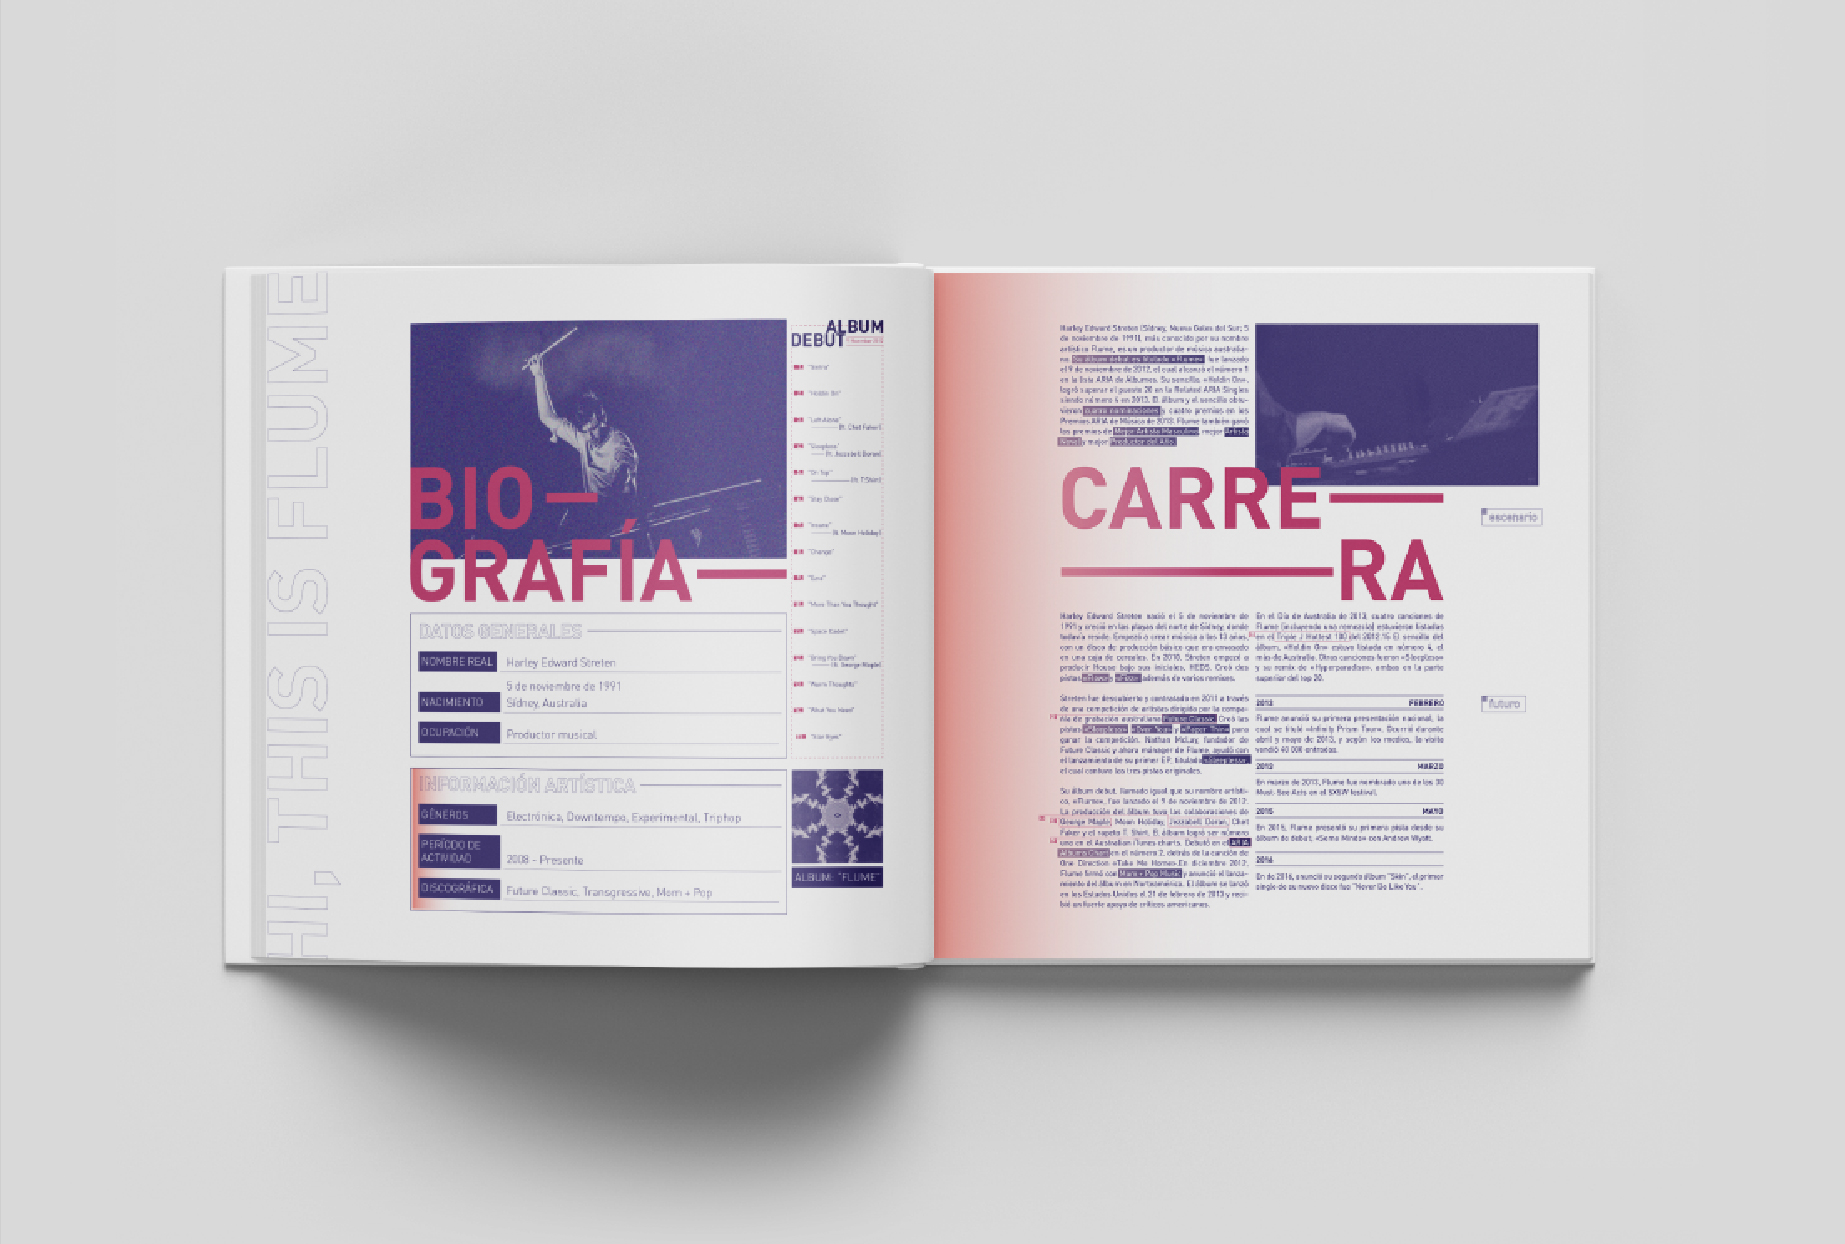 HI, THIS IS FLUME
BIO
GRAFÍA
DATOS GENERALES
NOMBRE REAL Harley Edward Streten
5 de noviembre de 1991
NACIMIENTO Sídney, Australia
OCUPACIÓN Productor musical
INFORMACIÓN ARTÍSTICA
GÉNEROS Electrónica, Downtempo, Experimental, Triphop
PERÍODO DE
ACTIVIDAD 2008 - Presente
DISCOGRÁFICA Future Classic, Transgressive, Mom + Pop
ALBUM
DEBUT
"Holdin On"
"Left Alone"
(ft. Chet Faker)
"Sleepless"
"On Top"
(ft. T.Shirt)
"Stay Close"
"Insane"
(ft. Moon Holiday)
"Change"
"Ezra"
"More Than You Thought"
"Space Cadet"
"Bring You Down"
(ft. George Maple)
"Warm Thoughts"
"What You Need"
"Star Eyes"
ALBUM: "FLUME"
Harley Edward Streten (Sídney, Nueva Gales del Sur; 5
de noviembre de 1991), más conocido por su nombre
artístico Flume, es un productor de música australia-
no. Su álbum debut es titulado «Flume», fue lanzado
el 9 de noviembre de 2012, el cual alcanzó el número 1
en la lista ARIA de Álbumes. Su sencillo, «Holdin On»,
logró superar el puesto 20 en la Related ARIA Singles
siendo número 4 en 2013. El álbum y el sencillo obtu-
vieron cuatro nominaciones y cuatro premios en los
Premios ARIA de Música de 2013. Flume también ganó
los premios de Mejor Artista Masculino, mejor Artista
Novel y mejor Productor del Año.
CARRE
RA
escenario
futuro
Harley Edward Streten nació el 5 de noviembre de
1991 y creció en las playas del norte de Sídney, donde
todavía reside. Empezó a crear música a los 13 años,
con un disco de producción básico que era envasado
en una caja de cereales. En 2010, Streten empezó a
producir House bajo sus iniciales, HEDS. Creó dos
pistas además de varios remixes.
Streten fue descubierto y contratado en 2011 a través
de una competición de artistas dirigida por la compa-
ñía de grabación australiana Future Classic. Creó las
pistas «Sleepless», «Over You» y «Paper Thin» para
ganar la competición. Nathan McLay, fundador de
Future Classic y ahora mánager de Flume, ayudó con
el lanzamiento de su primer EP, titulado «Sleepless»,
el cual contuvo las tres pistas originales.
Su álbum debut, llamado igual que su nombre artísti-
co, «Flume», fue lanzado el 9 de noviembre de 2012.
La producción del álbum tuvo las colaboraciones de
George Maple, Moon Holiday, Jezzabell Doran, Chet
Faker y el rapero T. Shirt. El álbum logró ser número
uno en el Australian iTunes charts. Debutó en el ARIA
Albums Chart en el número 2, detrás de la canción de
One Direction «Take Me Home». En diciembre 2012,
Flume firmó con Mom + Pop Music y anunció el lanza-
miento del álbum en Norteamérica. El álbum se lanzó
en los Estados Unidos el 21 de febrero de 2013 y reci-
bió un fuerte apoyo de críticos americanos.
En el Día de Australia de 2013, cuatro canciones de
Flume (incluyendo una remezcla) estuvieron listadas
en el Triple J Hottest 100 del 2012.15 El sencillo del
álbum, «Holdin On» estuvo listada en número 4, el
más de Australia. Otras canciones fueron «Sleepless»
y su remix de «Hyperparadise», ambas en la parte
superior del top 20.
2013 FEBRERO
Flume anunció su primera presentación nacional, la
cual se tituló «Infinity Prism Tour». Ocurrió durante
abril y mayo de 2013, y según los medios, la visita
vendió 40 000 entradas.
2013 MARZO
En marzo de 2013, Flume fue nombrado uno de los 30
Must See Acts en el SXSW festival.
2015 MAYO
En 2015, Flume presentó su primera pista desde su
álbum de debut, «Some Minds» con Andrew Wyatt.
2016
En de 2016, anunció su segundo álbum "Skin", el primer
single de su nuevo disco fue "Never Be Like You".